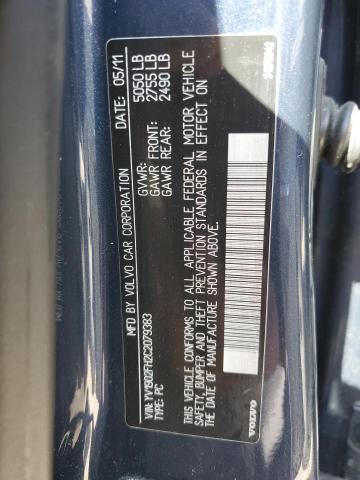 MFD. BY VOLVO CAR CORPORATION DATE: 05/11
GVWR: 5050 LB
GAWR FRONT: 2755 LB
GAWR REAR: 2490 LB
VIN: YV1902FH2C2079383
TYPE: PC
THIS VEHICLE CONFORMS TO ALL APPLICABLE FEDERAL MOTOR VEHICLE
SAFETY, BUMPER AND THEFT PREVENTION STANDARDS IN EFFECT ON
THE DATE OF MANUFACTURE SHOWN ABOVE.
VOLVO